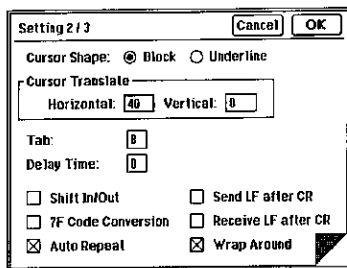 Setting 2/3 Cancel OK
Cursor Shape: Block Underline
Cursor Translate
Horizontal: 40 Vertical: 0
Tab: 8
Delay Time: 0
Shift In/Out Send LF after CR
7F Code Conversion Receive LF after CR
Auto Repeat Wrap Around